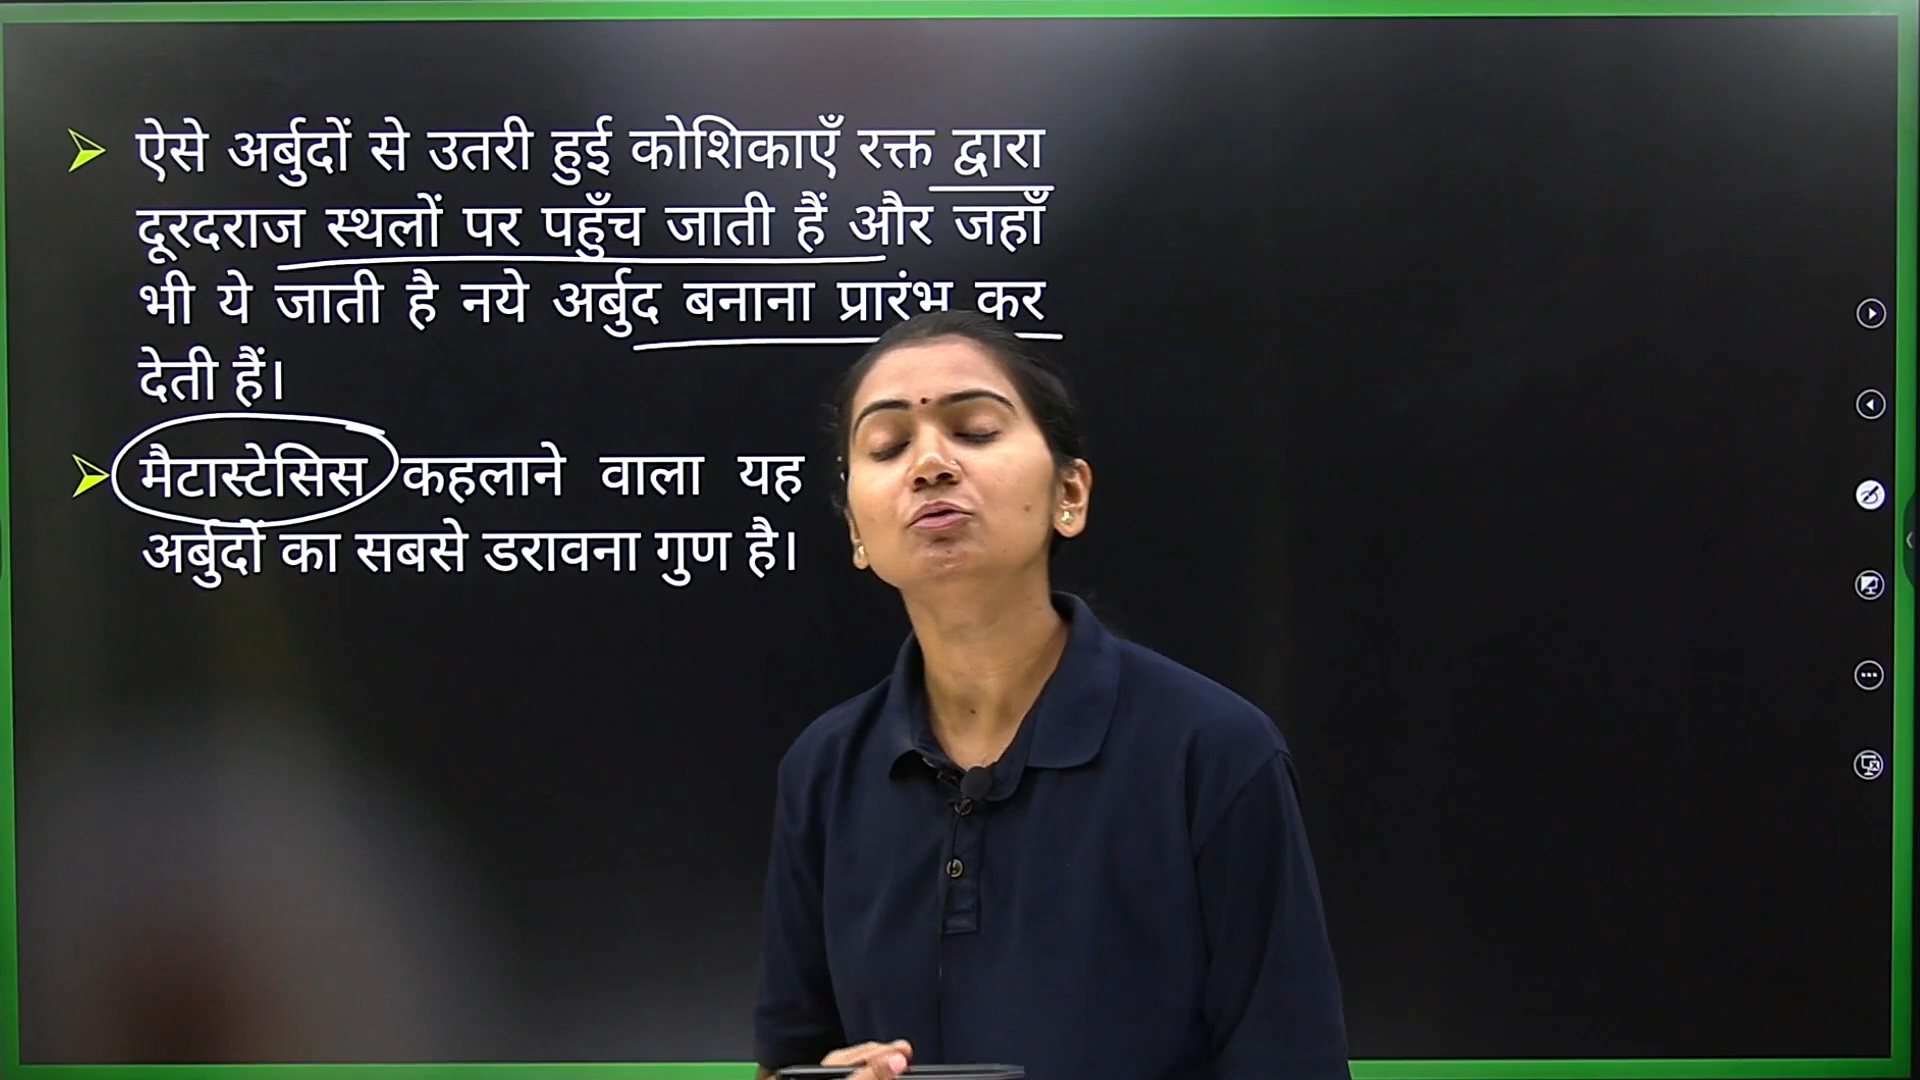 ऐसे अर्बुदों से उतरी हुई कोशिकाएँ रक्त द्वारा
दूरदराज स्थलों पर पहुँच जाती हैं और जहाँ
भी ये जाती है नये अर्बुद बनाना प्रारंभ कर
देती हैं।
मैटास्टेसिस कहलाने वाला यह
अर्बुदों का सबसे डरावना गुण है।